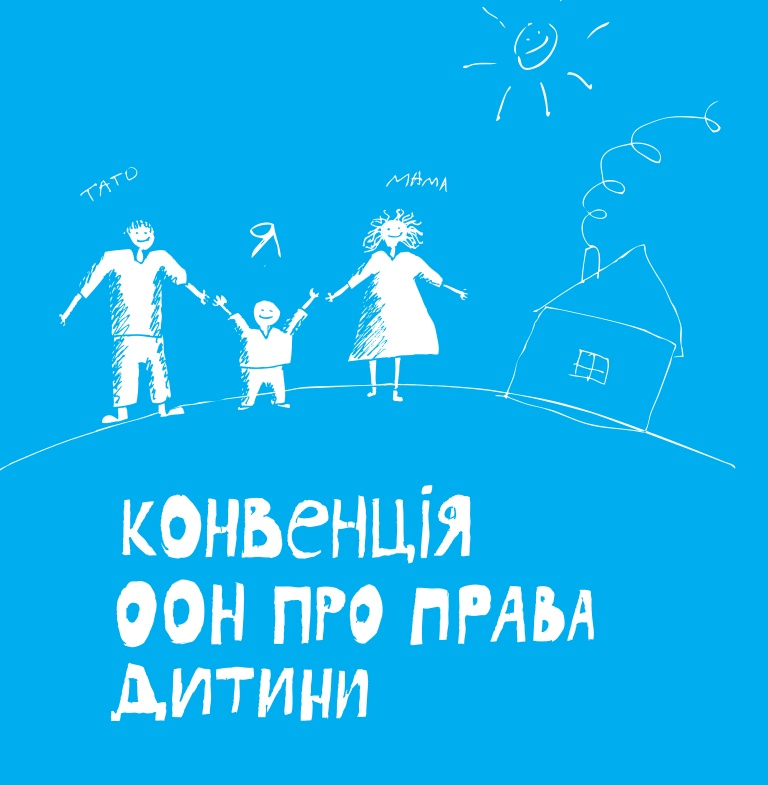 ТАТО
Я
МАМА
КОНВЕНЦІЯ
ООН ПРО ПРАВА
ДИТИНИ